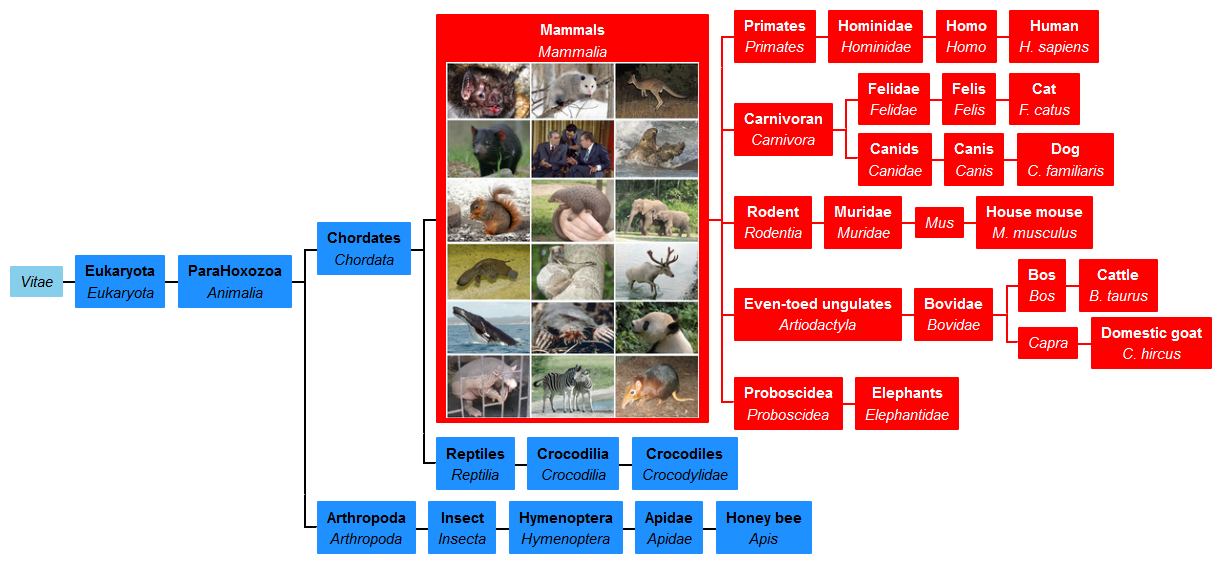 Vitae
Eukaryota
Eukaryota
ParaHoxozoa
Animalia
Chordates
Chordata
Mammals
Mammalia
Primates
Primates
Hominidae
Hominidae
Homo
Homo
Human
H. sapiens
Carnivoran
Carnivora
Felidae
Felidae
Felis
Felis
Cat
F. catus
Canids
Canidae
Canis
Canis
Dog
C. familiaris
Rodent
Rodentia
Muridae
Muridae
Mus
House mouse
M. musculus
Even-toed ungulates
Artiodactyla
Bovidae
Bovidae
Bos
Bos
Cattle
B. taurus
Capra
Domestic goat
C. hircus
Proboscidea
Proboscidea
Elephants
Elephantidae
Reptiles
Reptilia
Crocodilia
Crocodilia
Crocodiles
Crocodylidae
Arthropoda
Arthropoda
Insect
Insecta
Hymenoptera
Hymenoptera
Apidae
Apidae
Honey bee
Apis